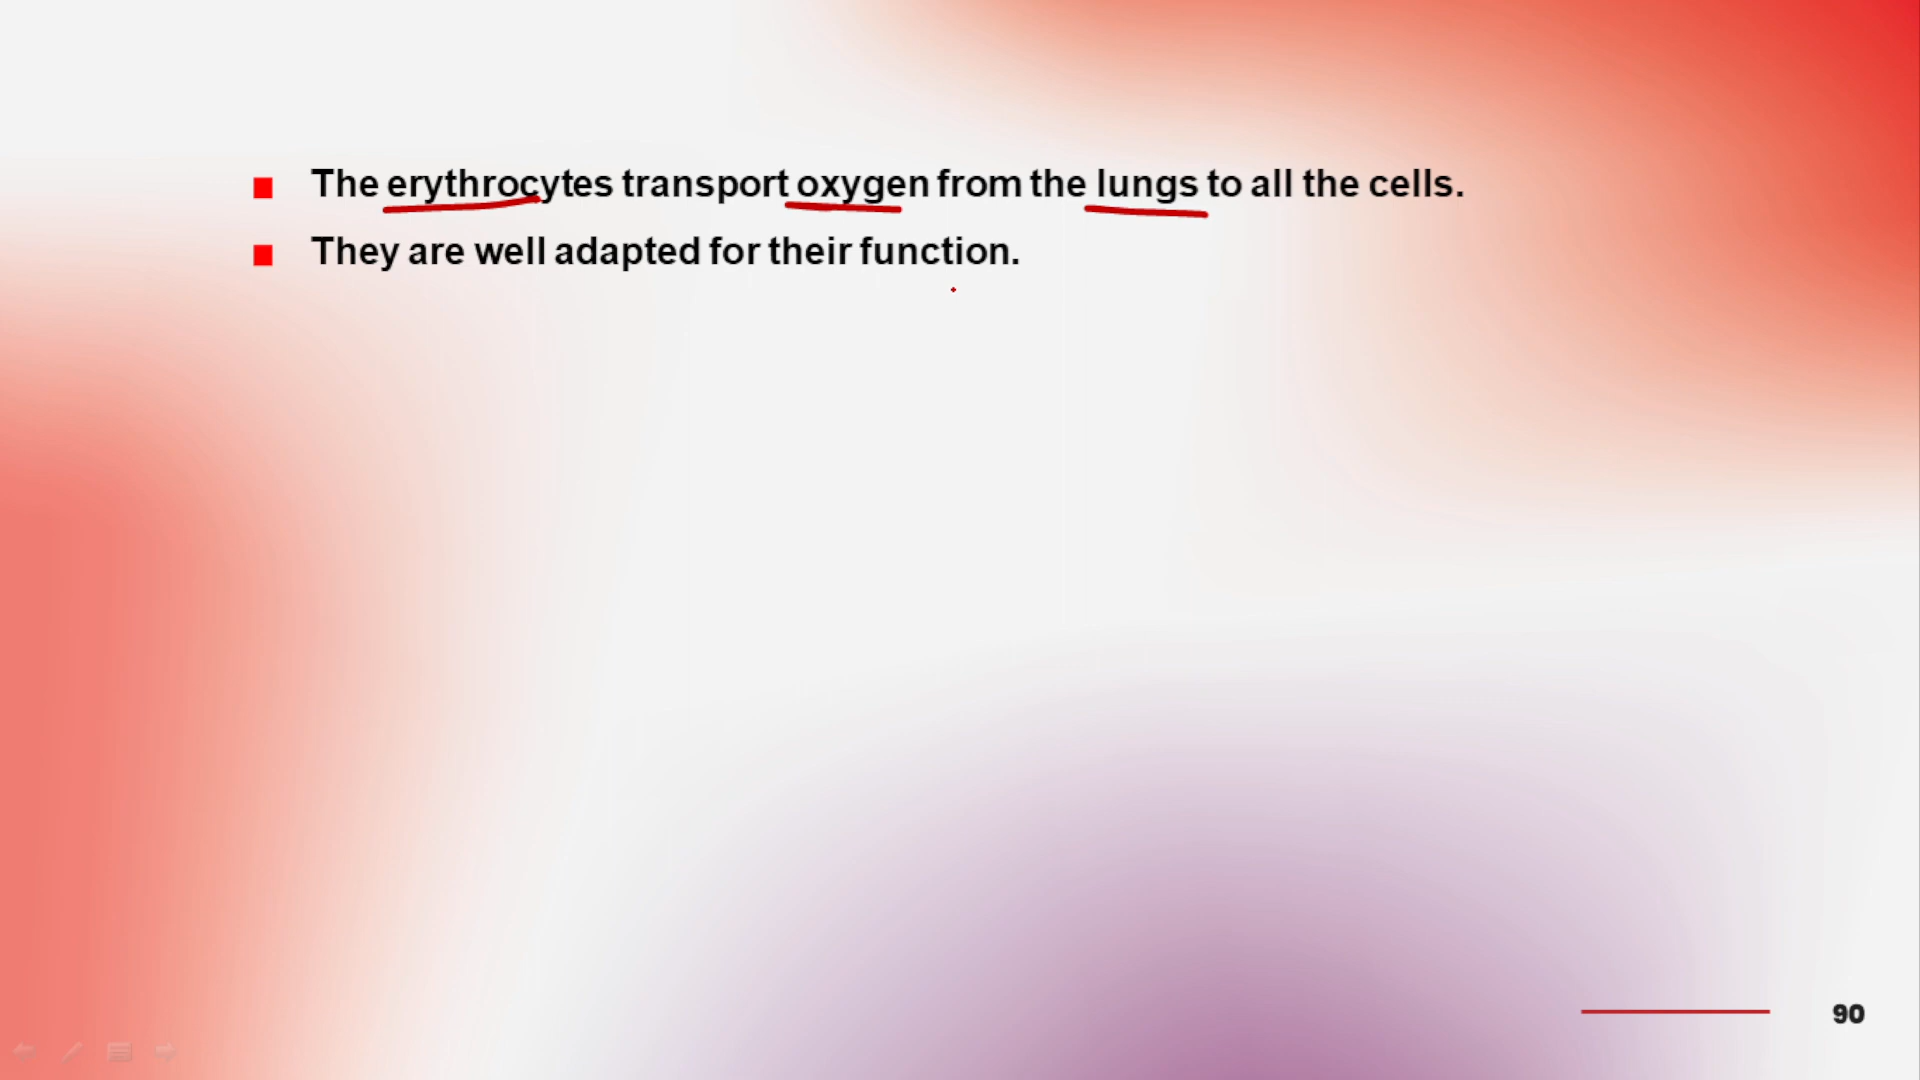 The erythrocytes transport oxygen from the lungs to all the cells.
They are well adapted for their function.
90